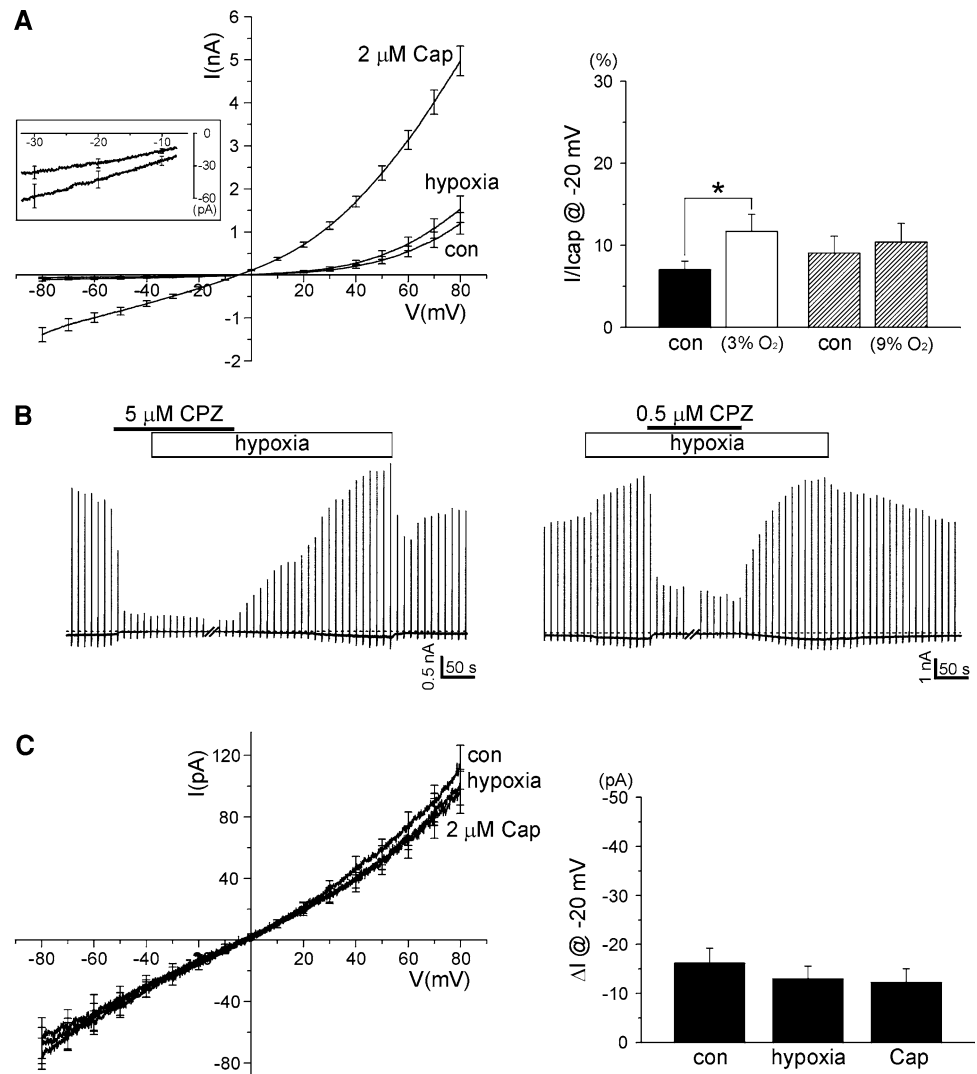 A
I(nA)
6
5
4
3
2
1
-1
-2
2 μM Cap
hypoxia
con
-80 -60 -40 20 20 40 60 80
V(mV)
-30 -20 -10 0
-30
-60
(pA)
(%)
30
20
10
0
I/Icap @ -20 mV
*
con (3% O₂) con (9% O₂)
B
5 μM CPZ
hypoxia
0.5 nA
50 s
0.5 μM CPZ
hypoxia
1 nA
50 s
C
I(pA)
120
80
40
-40
-80
con
hypoxia
2 μM Cap
-80 -60 -40 -20 20 40 60 80
V(mV)
(pA)
-50
-40
-30
-20
-10
0
ΔI @ -20 mV
con hypoxia Cap